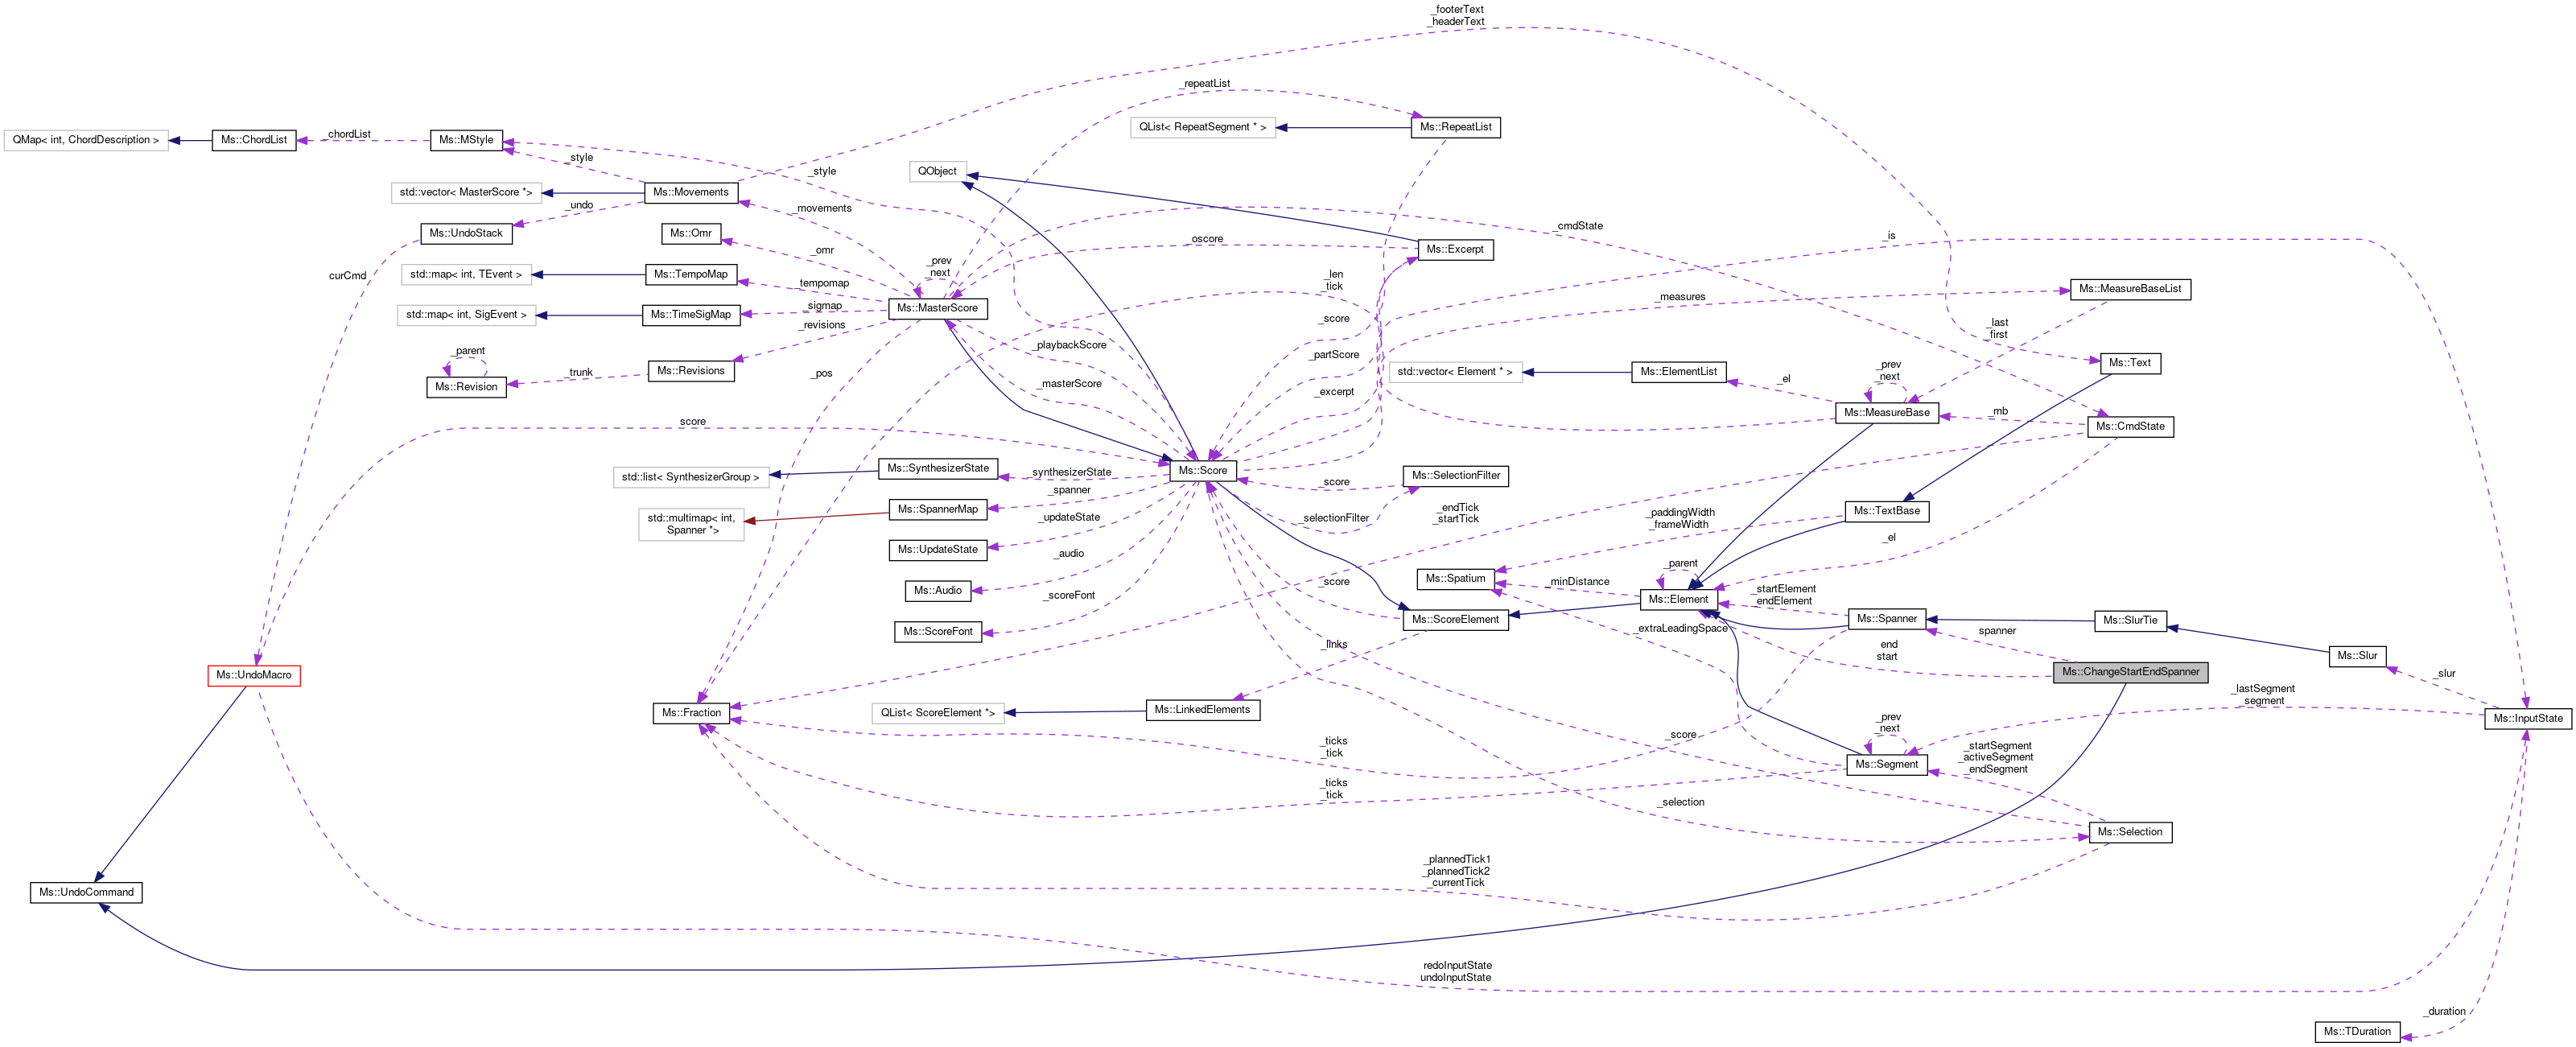 _footerText
_headerText
_repeatList
QMap< int, ChordDescription >
Ms::ChordList
_chordList
Ms::MStyle
QList< RepeatSegment * >
Ms::RepeatList
_style
QObject
_style
std::vector< MasterScore *>
Ms::Movements
_undo
_movements
Ms::UndoStack
Ms::Omr
_omr
_oscore
Ms::Excerpt
_cmdState
_is
curCmd
std::map< int, TEvent >
Ms::TempoMap
_tempomap
_prev
_next
_len
_tick
Ms::MeasureBaseList
std::map< int, SigEvent >
Ms::TimeSigMap
_sigmap
Ms::MasterScore
_measures
_revisions
_score
_last
_first
_parent
_playbackScore
_partScore
Ms::Revision
_trunk
Ms::Revisions
_pos
_masterScore
_excerpt
std::vector< Element * >
Ms::ElementList
_el
_prev
_next
Ms::Text
Ms::MeasureBase
_mb
Ms::CmdState
score
std::list< SynthesizerGroup >
Ms::SynthesizerState
_synthesizerState
Ms::Score
_score
Ms::SelectionFilter
_spanner
std::multimap< int,
Spanner *>
Ms::SpannerMap
_updateState
_selectionFilter
_endTick
_startTick
_paddingWidth
_frameWidth
Ms::TextBase
Ms::UpdateState
_audio
_el
Ms::Audio
_scoreFont
_score
Ms::Spatium
_minDistance
_parent
Ms::Element
_startElement
_endElement
Ms::ScoreFont
Ms::ScoreElement
_extraLeadingSpace
Ms::Spanner
Ms::SlurTie
spanner
_links
end
start
Ms::Slur
Ms::UndoMacro
Ms::ChangeStartEndSpanner
_slur
Ms::Fraction
QList< ScoreElement *>
Ms::LinkedElements
_lastSegment
_segment
Ms::InputState
_ticks
_tick
_score
_prev
_next
Ms::Segment
_startSegment
_activeSegment
_endSegment
_ticks
_tick
_selection
Ms::Selection
_plannedTick1
_plannedTick2
_currentTick
Ms::UndoCommand
redoInputState
undoInputState
_duration
Ms::TDuration